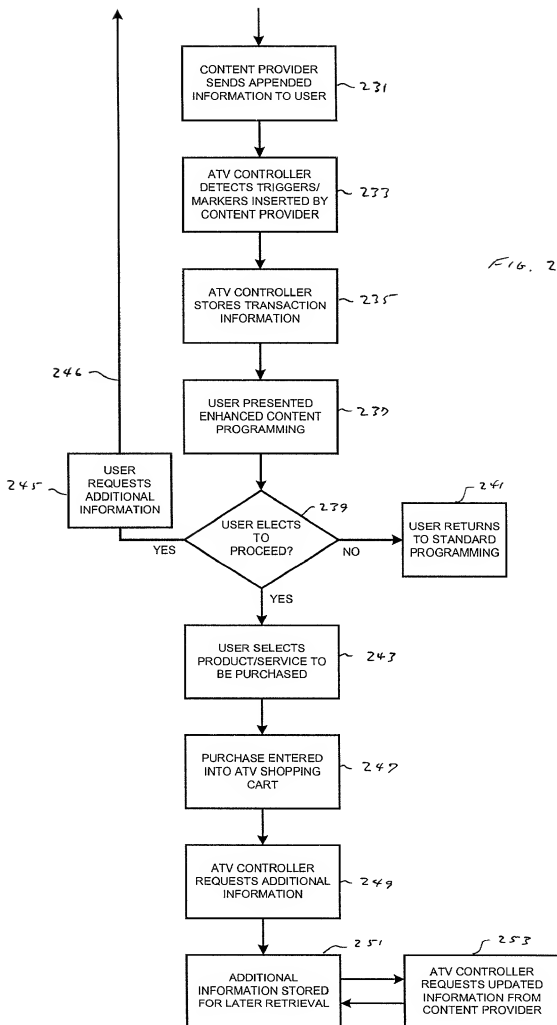 CONTENT PROVIDER
SENDS APPENDED
INFORMATION TO USER
231
ATV CONTROLLER
DETECTS TRIGGERS/
MARKERS INSERTED BY
CONTENT PROVIDER
233
FIG. 2
ATV CONTROLLER
STORES TRANSACTION
INFORMATION
235
246
USER PRESENTED
ENHANCED CONTENT
PROGRAMMING
237
245
USER
REQUESTS
ADDITIONAL
INFORMATION
239
USER ELECTS
TO
PROCEED?
YES
NO
241
USER RETURNS
TO STANDARD
PROGRAMMING
YES
USER SELECTS
PRODUCT/SERVICE TO
BE PURCHASED
243
PURCHASE ENTERED
INTO ATV SHOPPING
CART
247
ATV CONTROLLER
REQUESTS ADDITIONAL
INFORMATION
249
251
ADDITIONAL
INFORMATION STORED
FOR LATER RETRIEVAL
253
ATV CONTROLLER
REQUESTS UPDATED
INFORMATION FROM
CONTENT PROVIDER